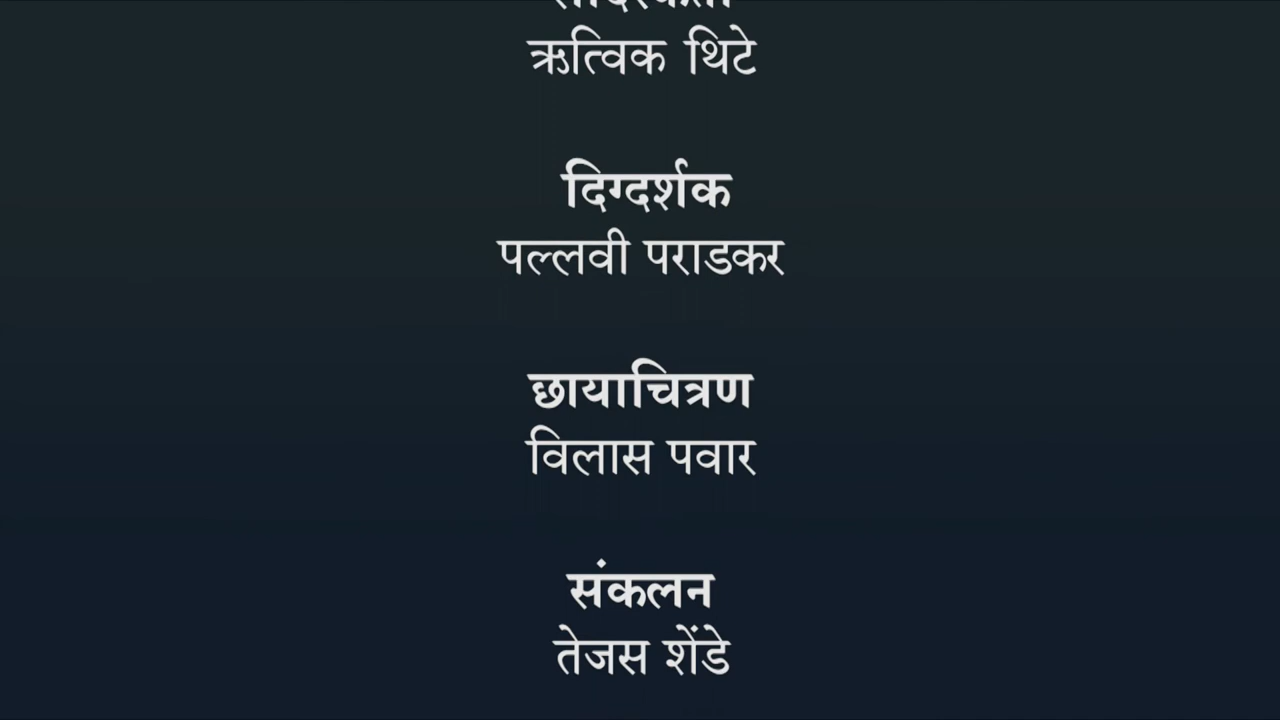 ऋत्विक थिटे
दिग्दर्शक
पल्लवी पराडकर
छायाचित्रण
विलास पवार
संकलन
तेजस शेंडे